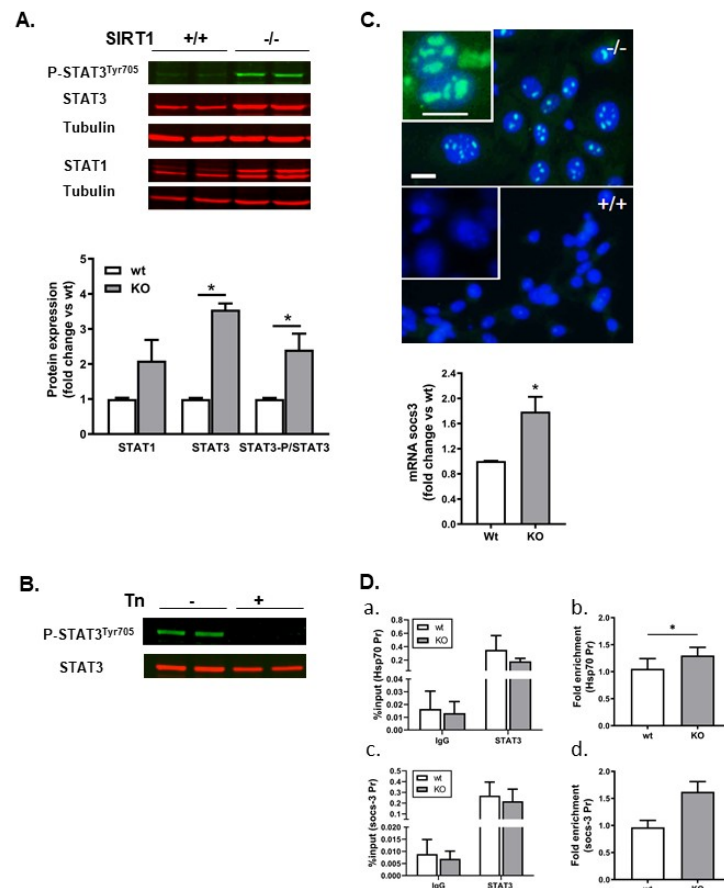 A.
SIRT1 +/+ -/-
P-STAT3Tyr705
STAT3
Tubulin
STAT1
Tubulin
Protein expression
(fold change vs wt)
5
4
3
2
1
0
wt
KO
*
*
STAT1 STAT3 STAT3-P/STAT3
B.
Tn - +
P-STAT3Tyr705
STAT3
C.
-/-
+/+
mRNA socs3
(fold change vs wt)
2.4
2.0
1.6
1.2
0.8
0.4
0.0
*
Wt KO
D.
a.
%input (Hsp70 Pr)
0.8
0.6
0.4
0.2
0.04
0.03
0.02
0.01
0.00
wt
KO
IgG STAT3
b.
Fold enrichment
(Hsp70 Pr)
2.0
1.5
1.0
0.5
0.0
*
wt KO
c.
%input (socs-3 Pr)
0.5
0.4
0.3
0.2
0.1
0.020
0.015
0.010
0.005
0.000
wt
KO
IgG STAT3
d.
Fold enrichment
(socs-3 Pr)
2.0
1.5
1.0
0.5
0.0
wt KO